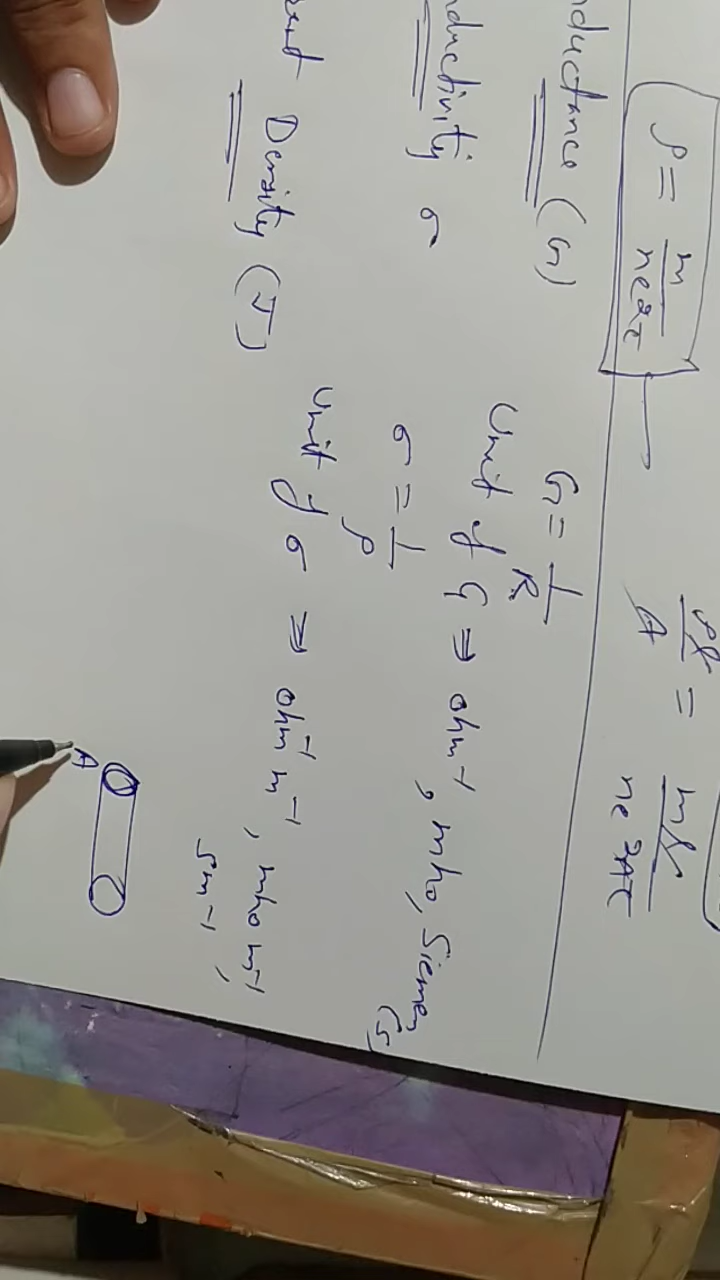 ρl/A = ml/ne²Aτ
ρ = m/ne²τ
nductance (G) G = 1/R
Unit of G ⇒ ohm⁻¹, mho, Siemen (S)
nductivity σ σ = 1/ρ
Unit of σ ⇒ ohm⁻¹ m⁻¹, mho m⁻¹,
Sm⁻¹,
Density (J)
A